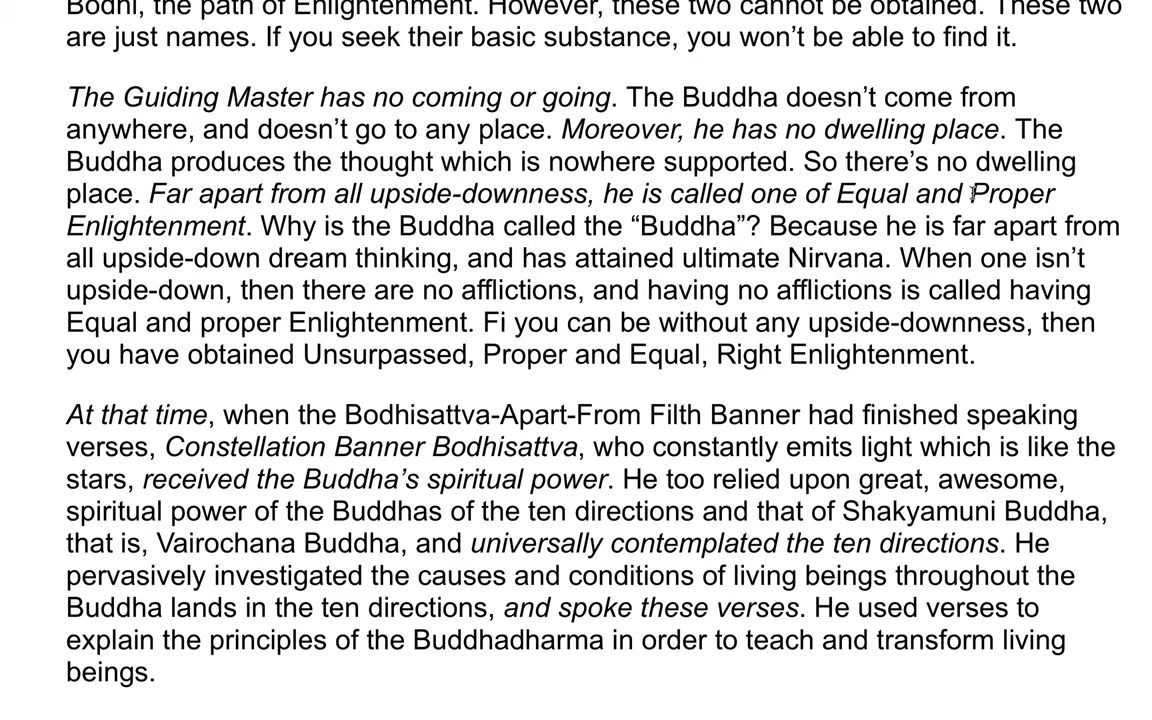 Bodhi, the path of Enlightenment. However, these two cannot be obtained. These two
are just names. If you seek their basic substance, you won’t be able to find it.
The Guiding Master has no coming or going. The Buddha doesn’t come from
anywhere, and doesn’t go to any place. Moreover, he has no dwelling place. The
Buddha produces the thought which is nowhere supported. So there’s no dwelling
place. Far apart from all upside-downness, he is called one of Equal and Proper
Enlightenment. Why is the Buddha called the “Buddha”? Because he is far apart from
all upside-down dream thinking, and has attained ultimate Nirvana. When one isn’t
upside-down, then there are no afflictions, and having no afflictions is called having
Equal and proper Enlightenment. Fi you can be without any upside-downness, then
you have obtained Unsurpassed, Proper and Equal, Right Enlightenment.
At that time, when the Bodhisattva-Apart-From Filth Banner had finished speaking
verses, Constellation Banner Bodhisattva, who constantly emits light which is like the
stars, received the Buddha’s spiritual power. He too relied upon great, awesome,
spiritual power of the Buddhas of the ten directions and that of Shakyamuni Buddha,
that is, Vairochana Buddha, and universally contemplated the ten directions. He
pervasively investigated the causes and conditions of living beings throughout the
Buddha lands in the ten directions, and spoke these verses. He used verses to
explain the principles of the Buddhadharma in order to teach and transform living
beings.